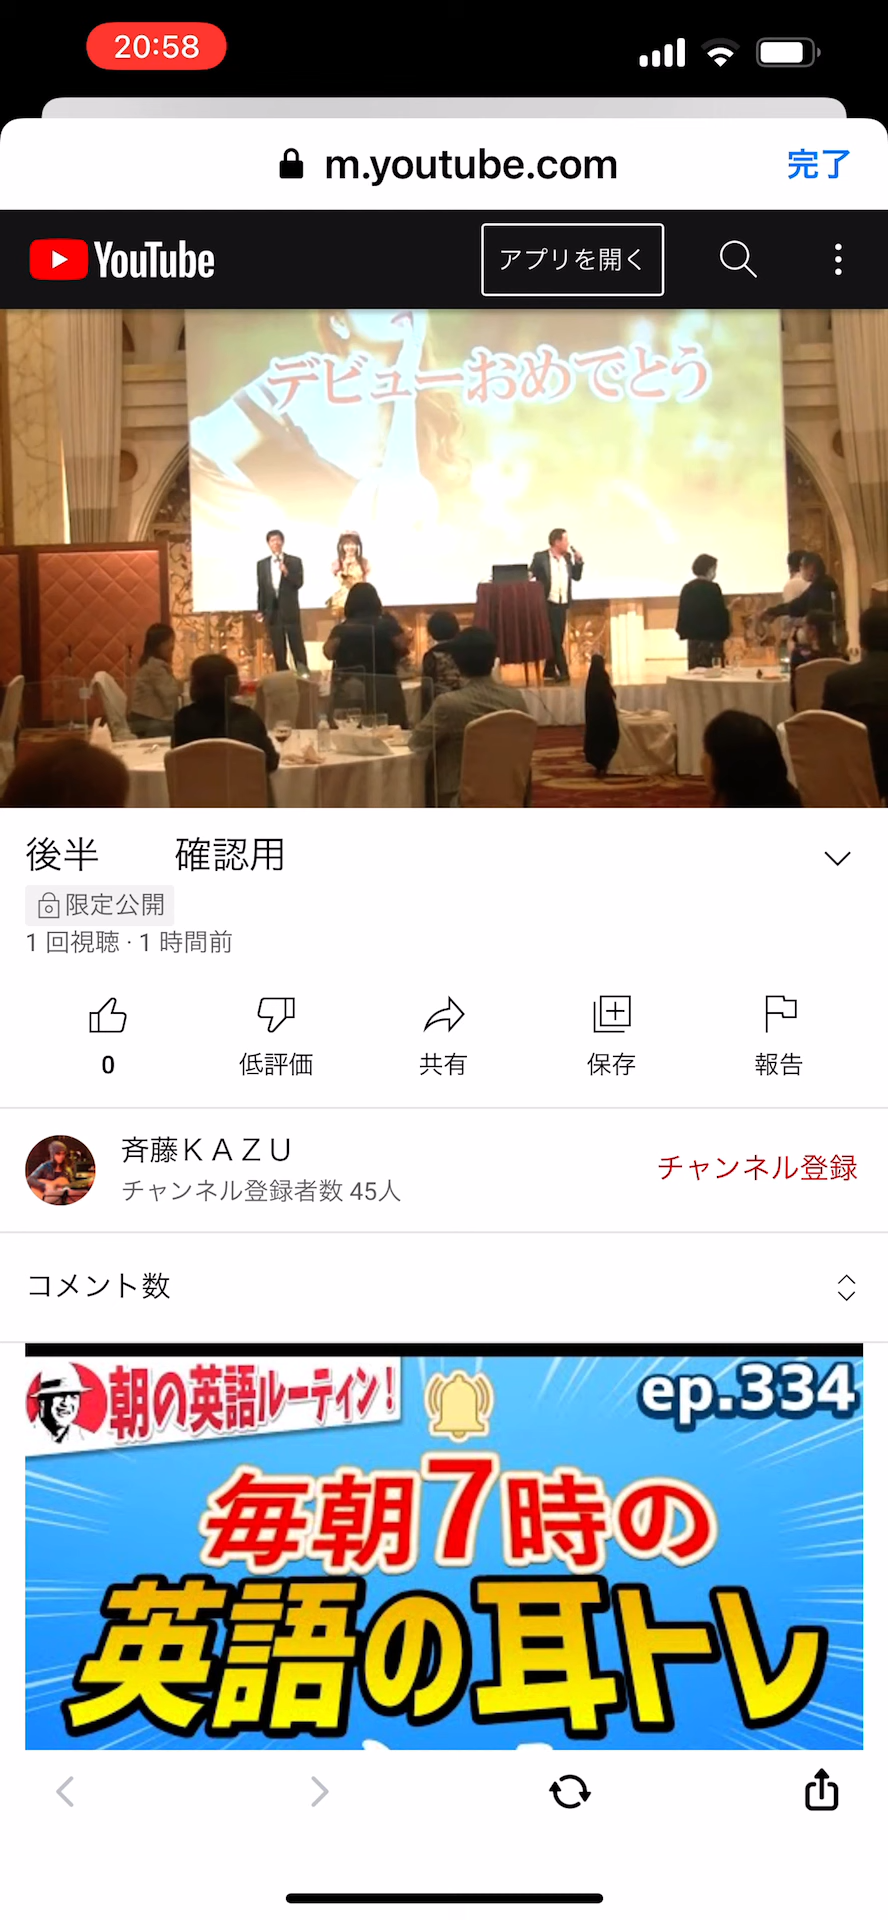 20:58
m.youtube.com
完了
YouTube
アプリを開く
デビューおめでとう
後半 確認用
限定公開
1 回視聴 · 1 時間前
0
低評価
共有
保存
報告
斉藤ＫＡＺＵ
チャンネル登録者数 45人
チャンネル登録
コメント数
朝の英語ルーティン!
ep.334
毎朝7時の
英語の耳トレ